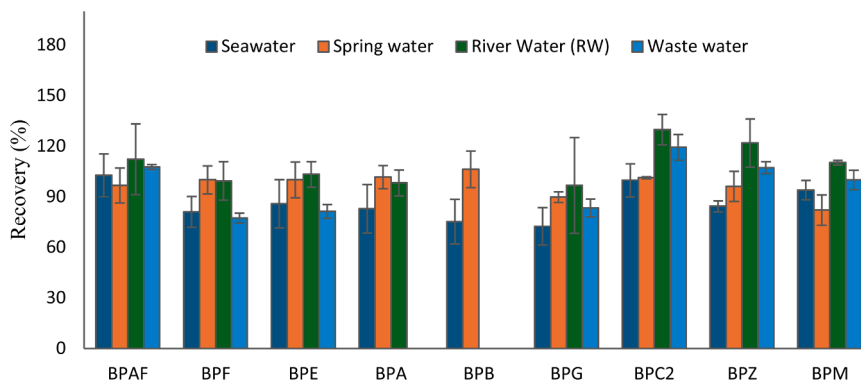 180
150
120
90
60
30
0
Recovery (%)
Seawater Spring water River Water (RW) Waste water
BPAF BPF BPE BPA BPB BPG BPC2 BPZ BPM